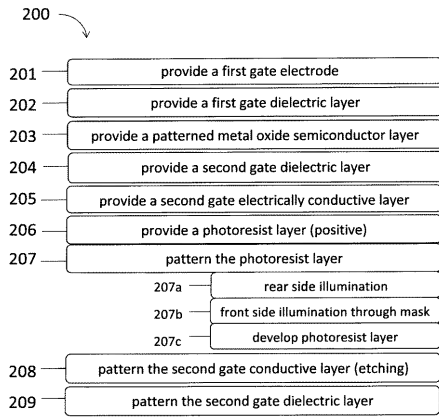 200
201 provide a first gate electrode
202 provide a first gate dielectric layer
203 provide a patterned metal oxide semiconductor layer
204 provide a second gate dielectric layer
205 provide a second gate electrically conductive layer
206 provide a photoresist layer (positive)
207 pattern the photoresist layer
207a rear side illumination
207b front side illumination through mask
207c develop photoresist layer
208 pattern the second gate conductive layer (etching)
209 pattern the second gate dielectric layer